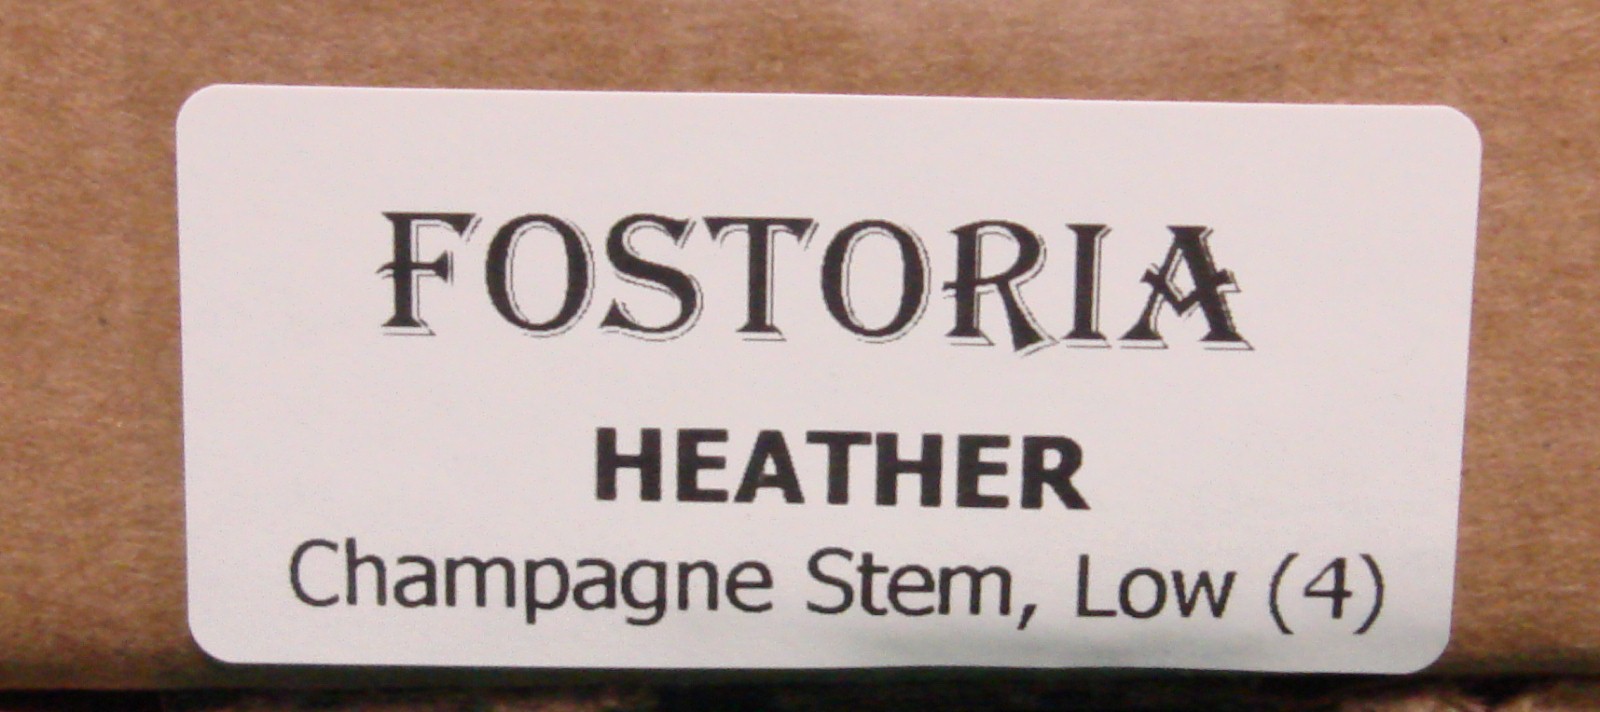 FOSTORIA
HEATHER
Champagne Stem, Low (4)